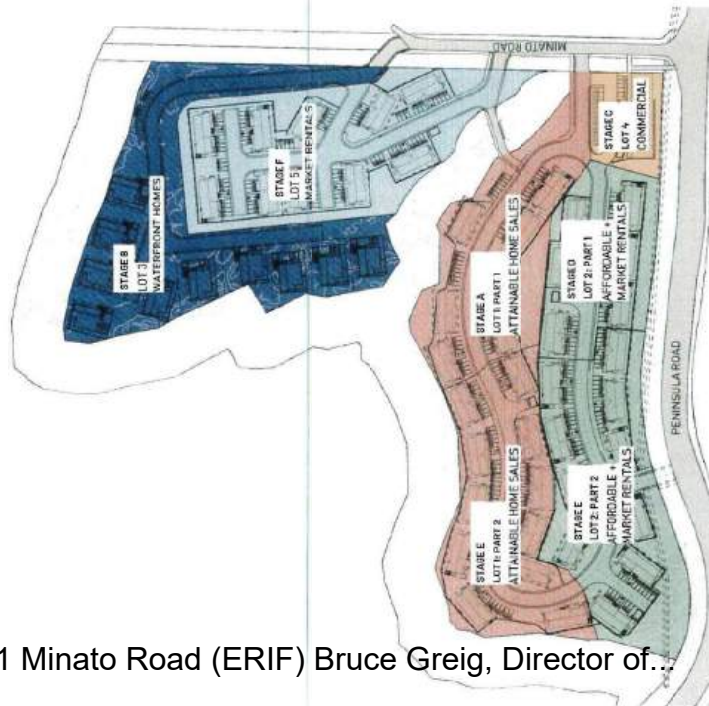 MINATO ROAD
STAGE B
LOT 3
WATERFRONT HOMES
STAGE F
LOT 5
MARKET RENTALS
STAGE C
LOT 4
COMMERCIAL
STAGE A
LOT 1: PART 1
ATTAINABLE HOME SALES
STAGE D
LOT 2: PART 1
AFFORDABLE +
MARKET RENTALS
STAGE E
LOT 1: PART 2
ATTAINABLE HOME SALES
STAGE E
LOT 2: PART 2
AFFORDABLE +
MARKET RENTALS
PENINSULA ROAD
1 Minato Road (ERIF) Bruce Greig, Director of...